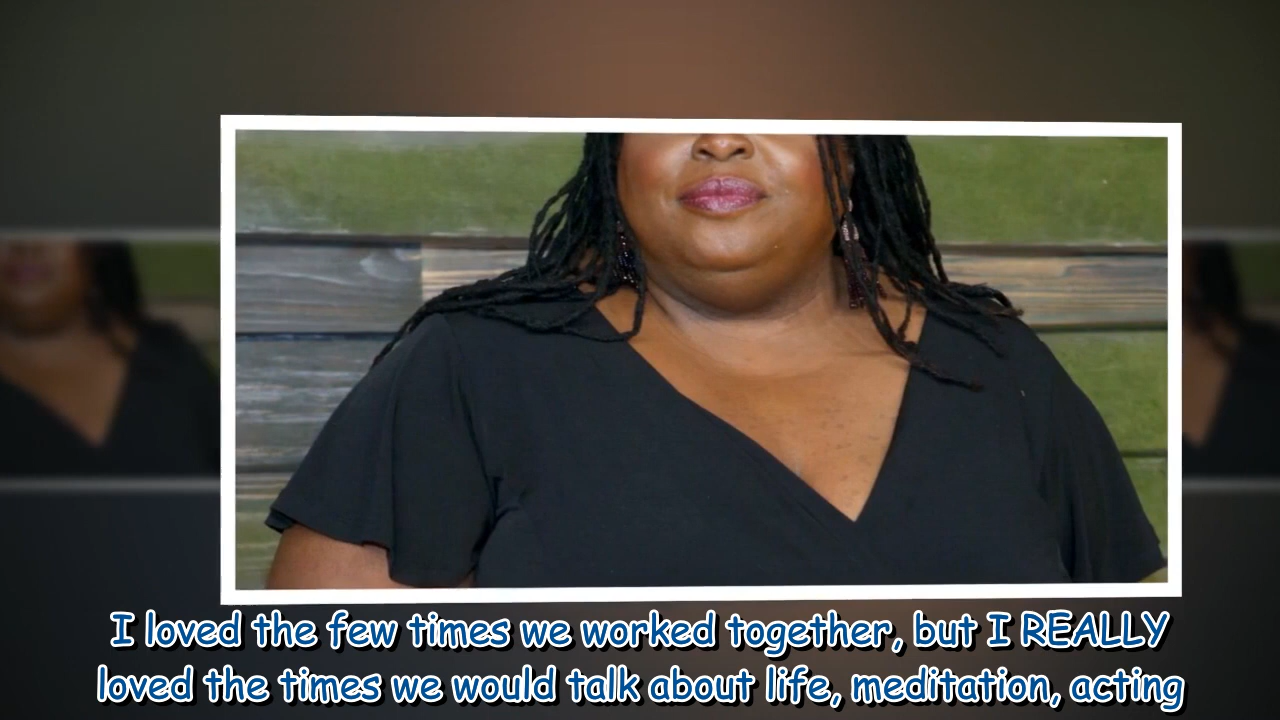 I loved the few times we worked together, but I REALLY
loved the times we would talk about life, meditation, acting